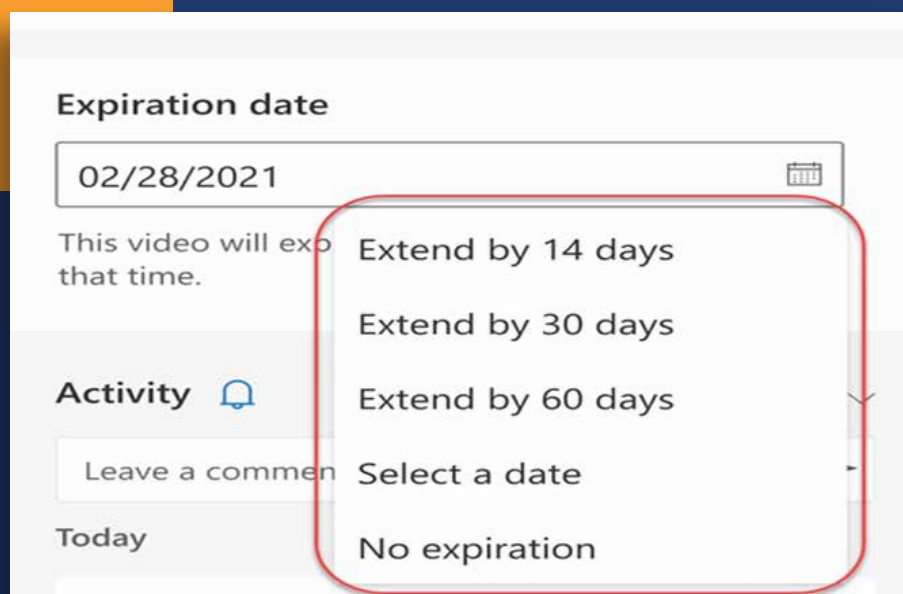 Expiration date
02/28/2021
This video will exp
that time.
Extend by 14 days
Extend by 30 days
Extend by 60 days
Select a date
No expiration
Activity
Leave a commen
Today